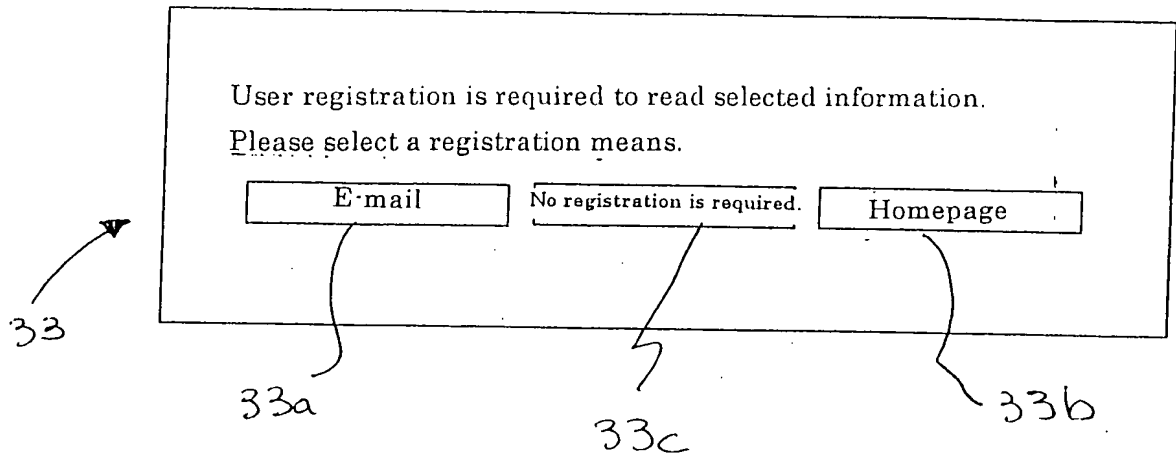 User registration is required to read selected information.
Please select a registration means.
E-mail No registration is required. Homepage
33
33a 33c 33b